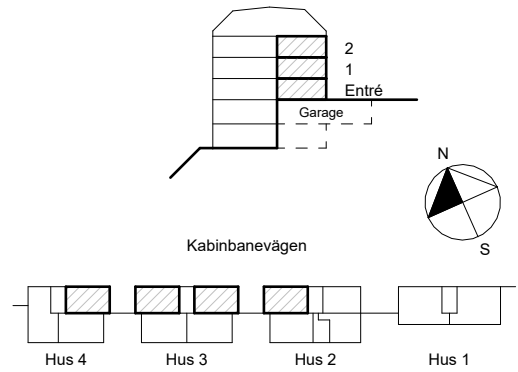 2
1
Entré
Garage
N
S
Kabinbanevägen
Hus 4 Hus 3 Hus 2 Hus 1